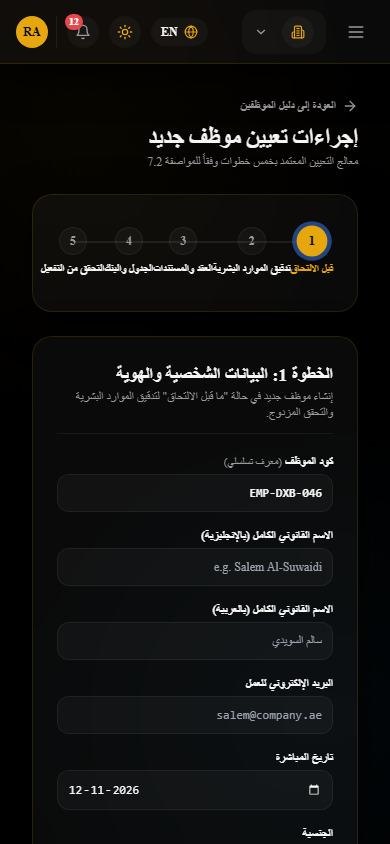 RA
12
EN
العودة إلى دليل الموظفين
إجراءات تعيين موظف جديد
معالج التعيين المعتمد بخمس خطوات وفقاً للمواصفة 7.2
1
2
3
4
5
قبل الالتحاق
تدقيق الموارد البشرية
العقد والمستندات
الجدول والبنك
التحقق من التفعيل
الخطوة 1: البيانات الشخصية والهوية
إنشاء موظف جديد في حالة "ما قبل الالتحاق" لتدقيق الموارد البشرية
والتحقق المزدوج.
كود الموظف (معرف تسلسلي)
EMP-DXB-046
الاسم القانوني الكامل (بالإنجليزية)
e.g. Salem Al-Suwaidi
الاسم القانوني الكامل (بالعربية)
سالم السويدي
البريد الإلكتروني للعمل
salem@company.ae
تاريخ المباشرة
12-11-2026
الجنسية